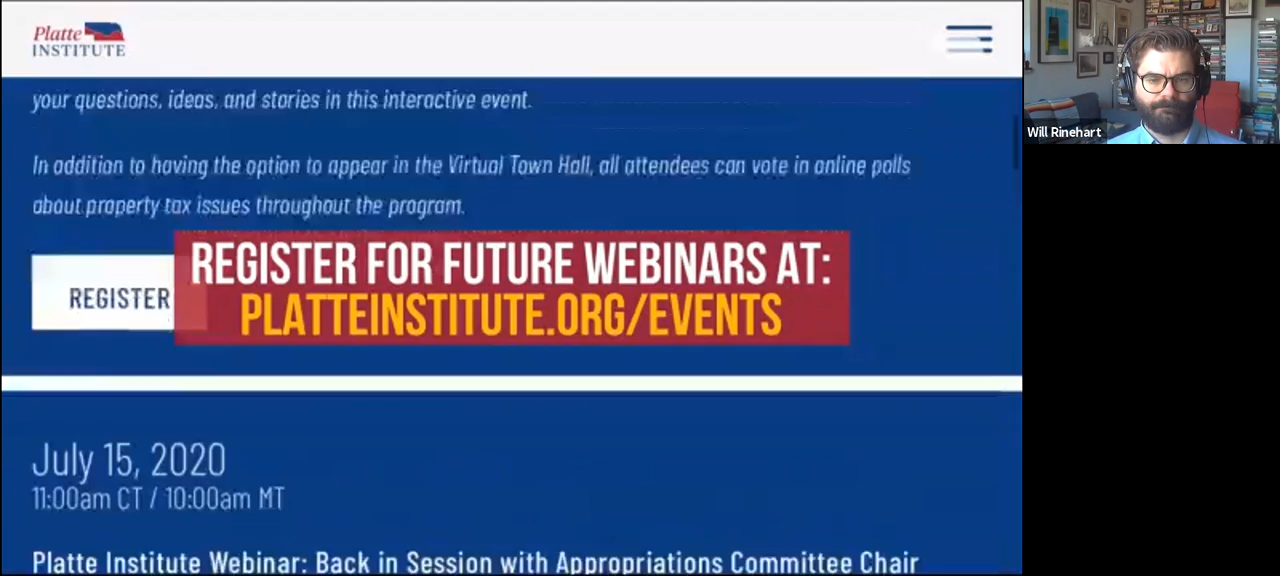 Platte
INSTITUTE
your questions, ideas, and stories in this interactive event.
In addition to having the option to appear in the Virtual Town Hall, all attendees can vote in online polls
about property tax issues throughout the program.
REGISTER
REGISTER FOR FUTURE WEBINARS AT:
PLATTEINSTITUTE.ORG/EVENTS
July 15, 2020
11:00am CT / 10:00am MT
Platte Institute Webinar: Back in Session with Appropriations Committee Chair
Will Rinehart